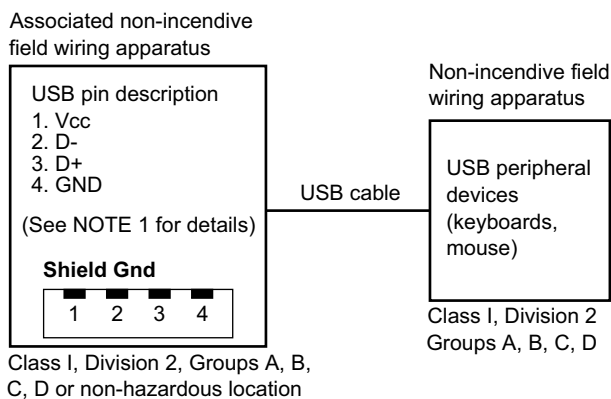 Associated non-incendive
field wiring apparatus
USB pin description
1. Vcc
2. D-
3. D+
4. GND
(See NOTE 1 for details)
Shield Gnd
1 2 3 4
Class I, Division 2, Groups A, B,
C, D or non-hazardous location
USB cable
Non-incendive field
wiring apparatus
USB peripheral
devices
(keyboards,
mouse)
Class I, Division 2
Groups A, B, C, D